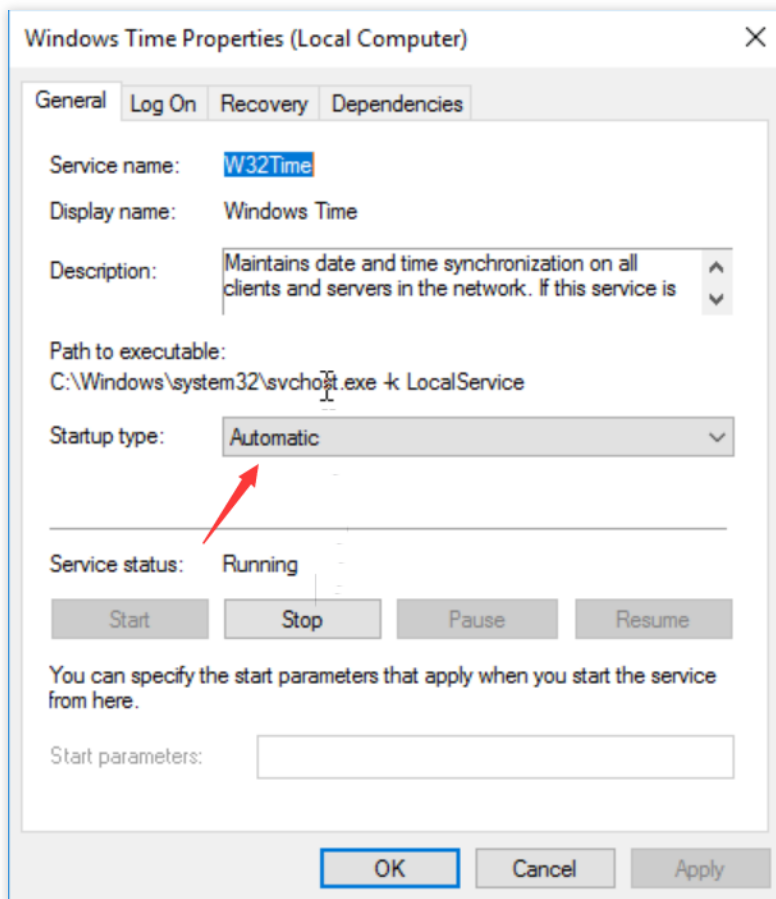 Windows Time Properties (Local Computer)
General Log On Recovery Dependencies
Service name: W32Time
Display name: Windows Time
Description: Maintains date and time synchronization on all
clients and servers in the network. If this service is
Path to executable:
C:\Windows\system32\svchost.exe -k LocalService
Startup type: Automatic
Service status: Running
Start Stop Pause Resume
You can specify the start parameters that apply when you start the service
from here.
Start parameters:
OK Cancel Apply